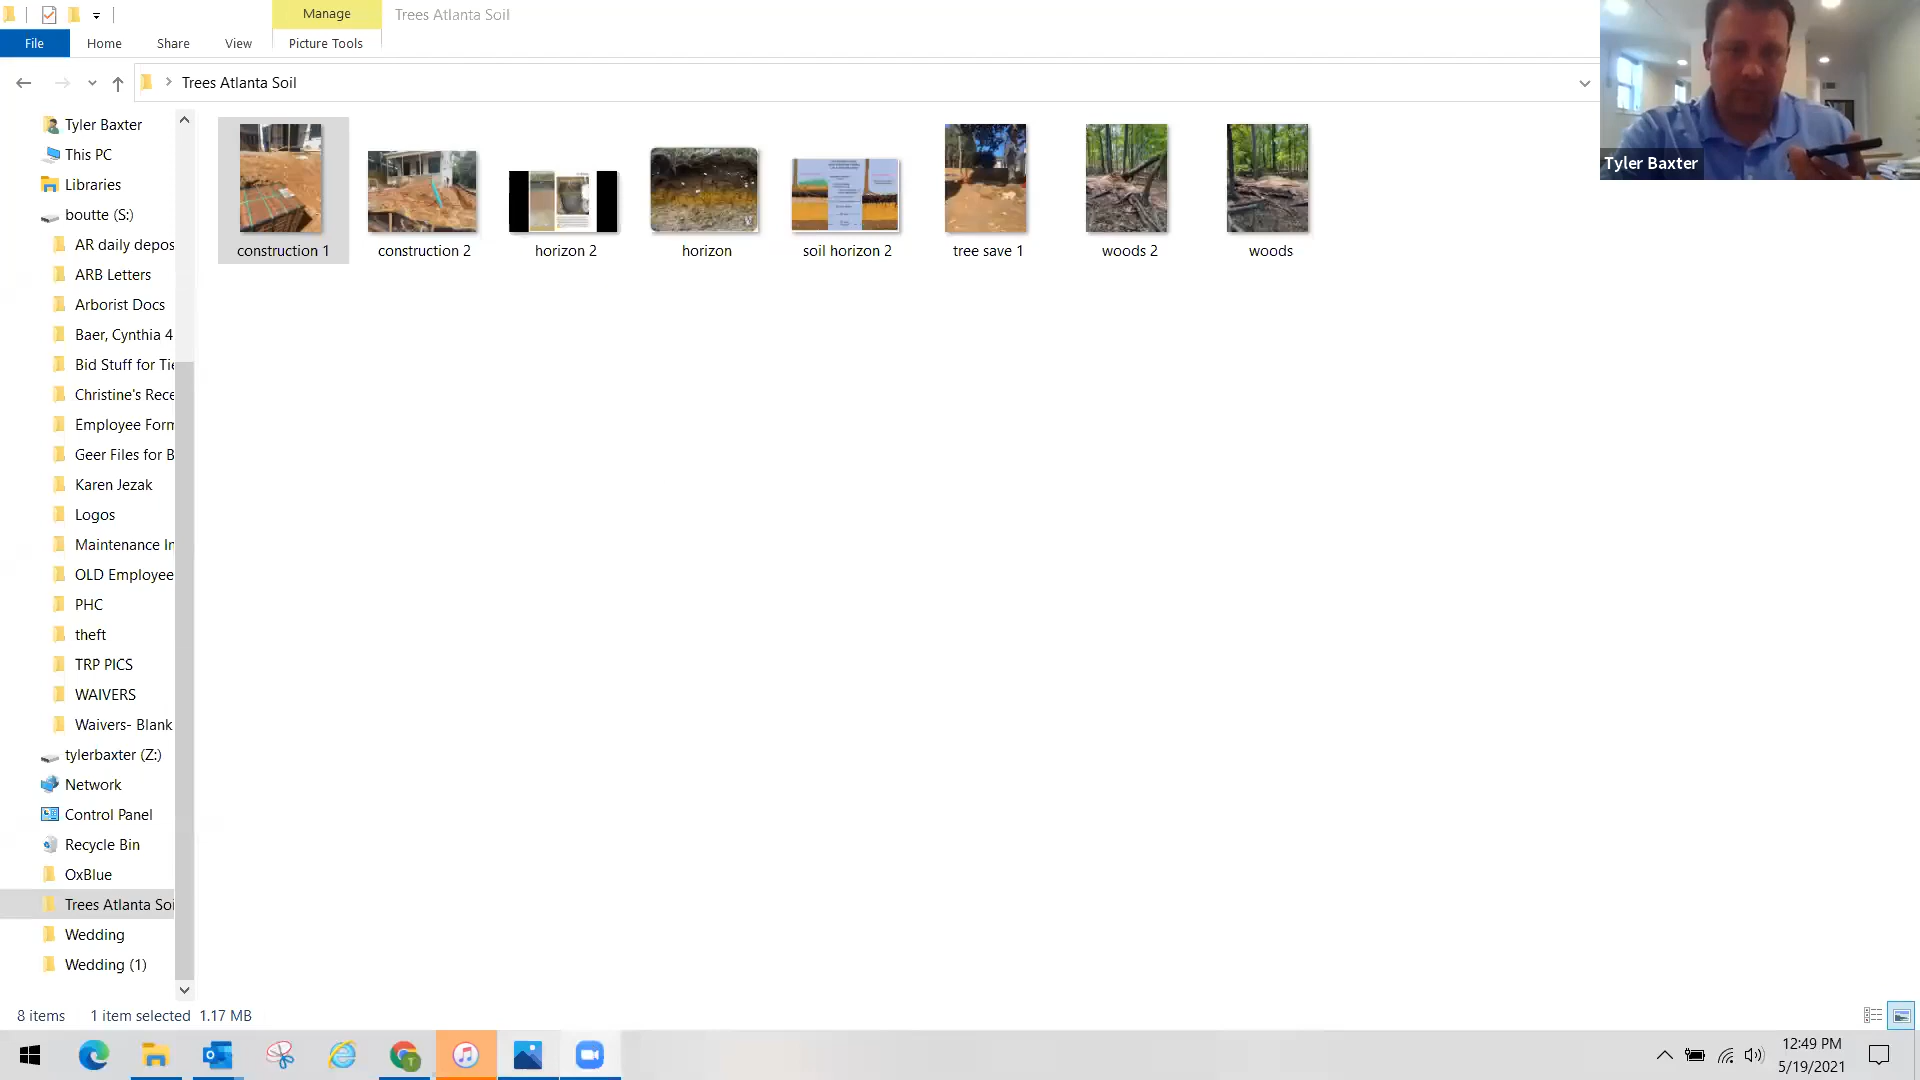 Manage
Trees Atlanta Soil
File
Home
Share
View
Picture Tools
Trees Atlanta Soil
Tyler Baxter
Tyler Baxter
This PC
Libraries
boutte (S:)
AR daily depos
ARB Letters
Arborist Docs
Baer, Cynthia 4
Bid Stuff for Tie
Christine's Rece
Employee Form
Geer Files for B
Karen Jezak
Logos
Maintenance In
OLD Employee
PHC
theft
TRP PICS
WAIVERS
Waivers- Blank
tylerbaxter (Z:)
Network
Control Panel
Recycle Bin
OxBlue
Trees Atlanta Soi
Wedding
Wedding (1)
construction 1
construction 2
horizon 2
horizon
soil horizon 2
tree save 1
woods 2
woods
8 items
1 item selected 1.17 MB
12:49 PM
5/19/2021